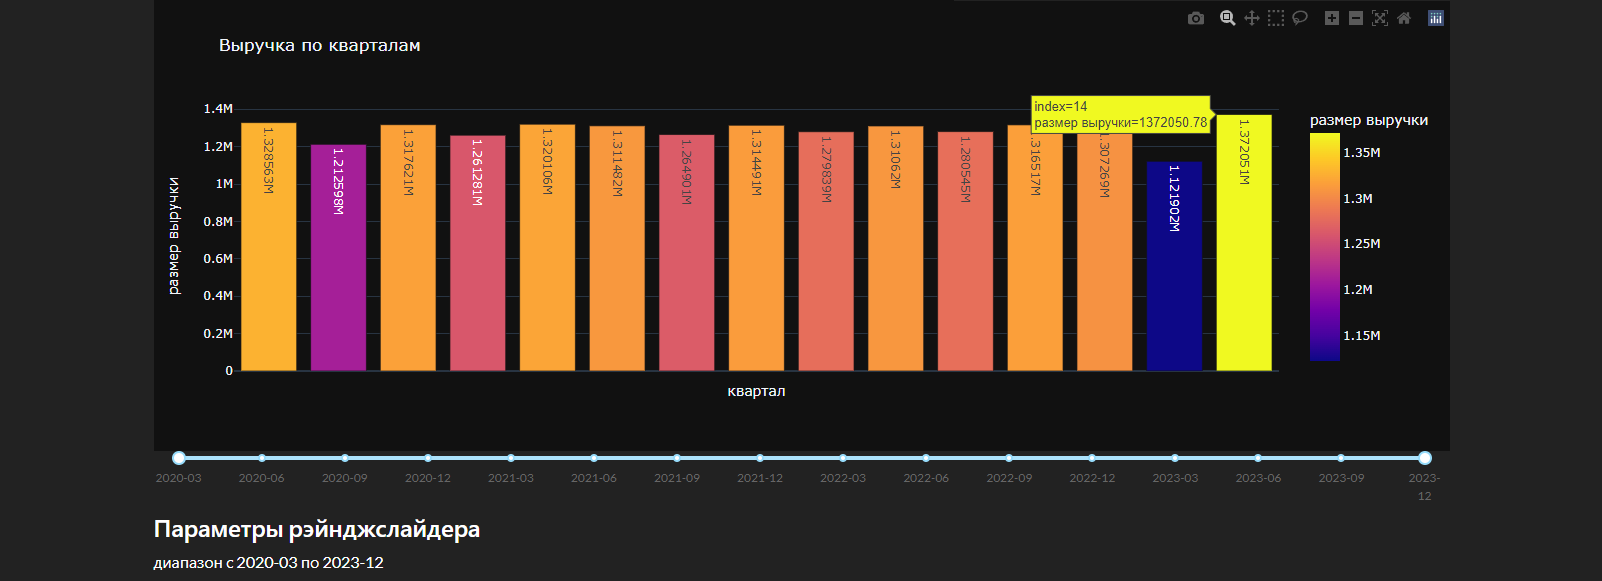 Выручка по кварталам
index=14
размер выручки=1372050.78
размер выручки
1.4M
1.2M
1M
0.8M
0.6M
0.4M
0.2M
0
размер выручки
1.328563M
1.212598M
1.317621M
1.261281M
1.320106M
1.311482M
1.264901M
1.314491M
1.279839M
1.31062M
1.280545M
.316517M
1.307269M
1.121902M
1.372051M
1.35M
1.3M
1.25M
1.2M
1.15M
квартал
2020-03 2020-06 2020-09 2020-12 2021-03 2021-06 2021-09 2021-12 2022-03 2022-06 2022-09 2022-12 2023-03 2023-06 2023-09 2023-
12
Параметры рэйнджслайдера
диапазон с 2020-03 по 2023-12